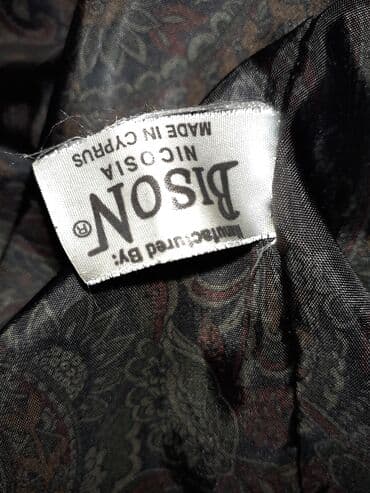 Manufactured By:
BISON®
NICOSIA
MADE IN CYPRUS